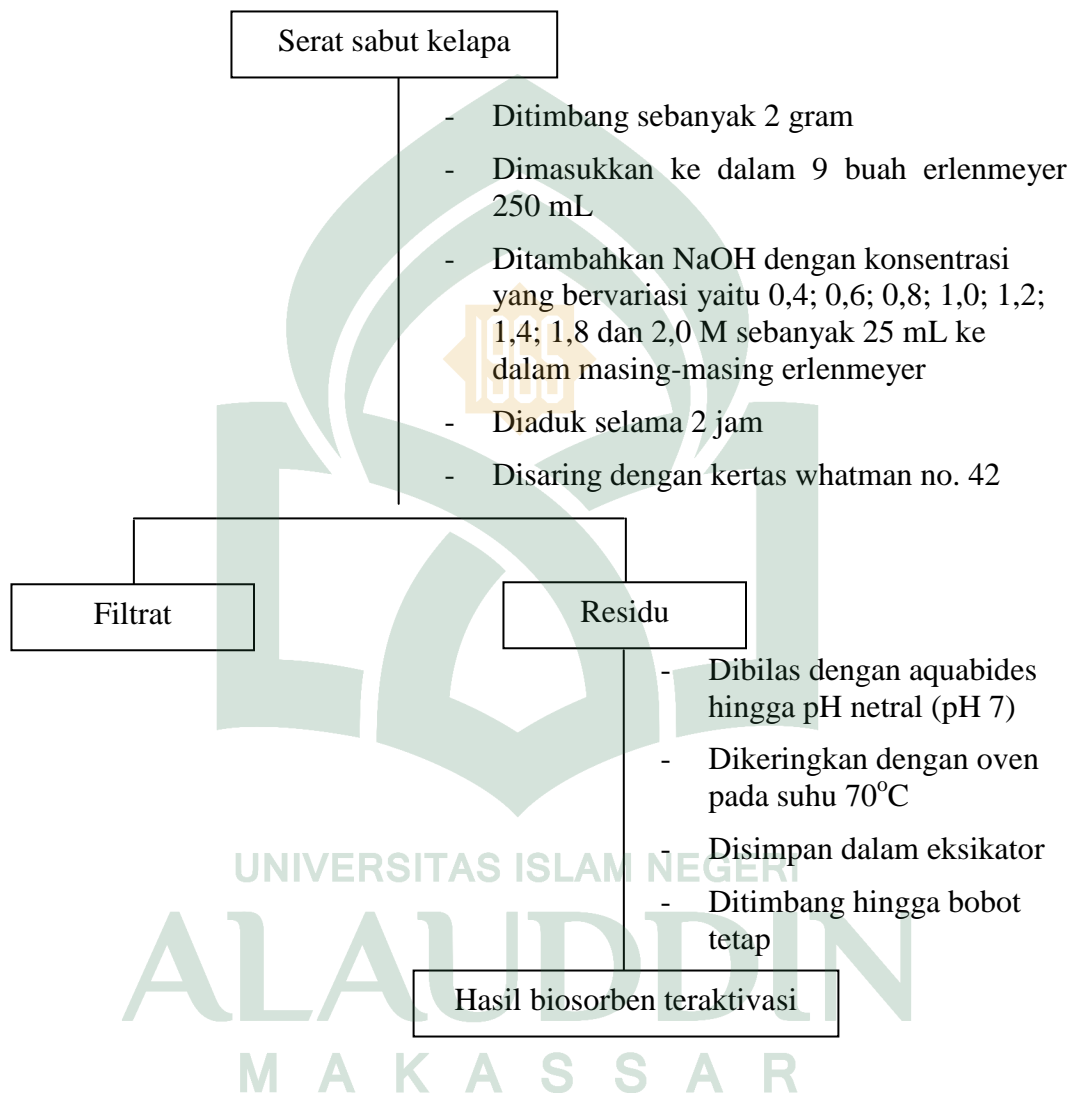 Serat sabut kelapa
- Ditimbang sebanyak 2 gram
- Dimasukkan ke dalam 9 buah erlenmeyer
250 mL
- Ditambahkan NaOH dengan konsentrasi
yang bervariasi yaitu 0,4; 0,6; 0,8; 1,0; 1,2;
1,4; 1,8 dan 2,0 M sebanyak 25 mL ke
dalam masing-masing erlenmeyer
1965
- Diaduk selama 2 jam
- Disaring dengan kertas whatman no. 42
Filtrat
Residu
- Dibilas dengan aquabides
hingga pH netral (pH 7)
- Dikeringkan dengan oven
pada suhu 70°C
- Disimpan dalam eksikator
- Ditimbang hingga bobot
tetap
Hasil biosorben teraktivasi
UNIVERSITAS ISLAM NEGERI
ALAUDDIN
MAKASSAR